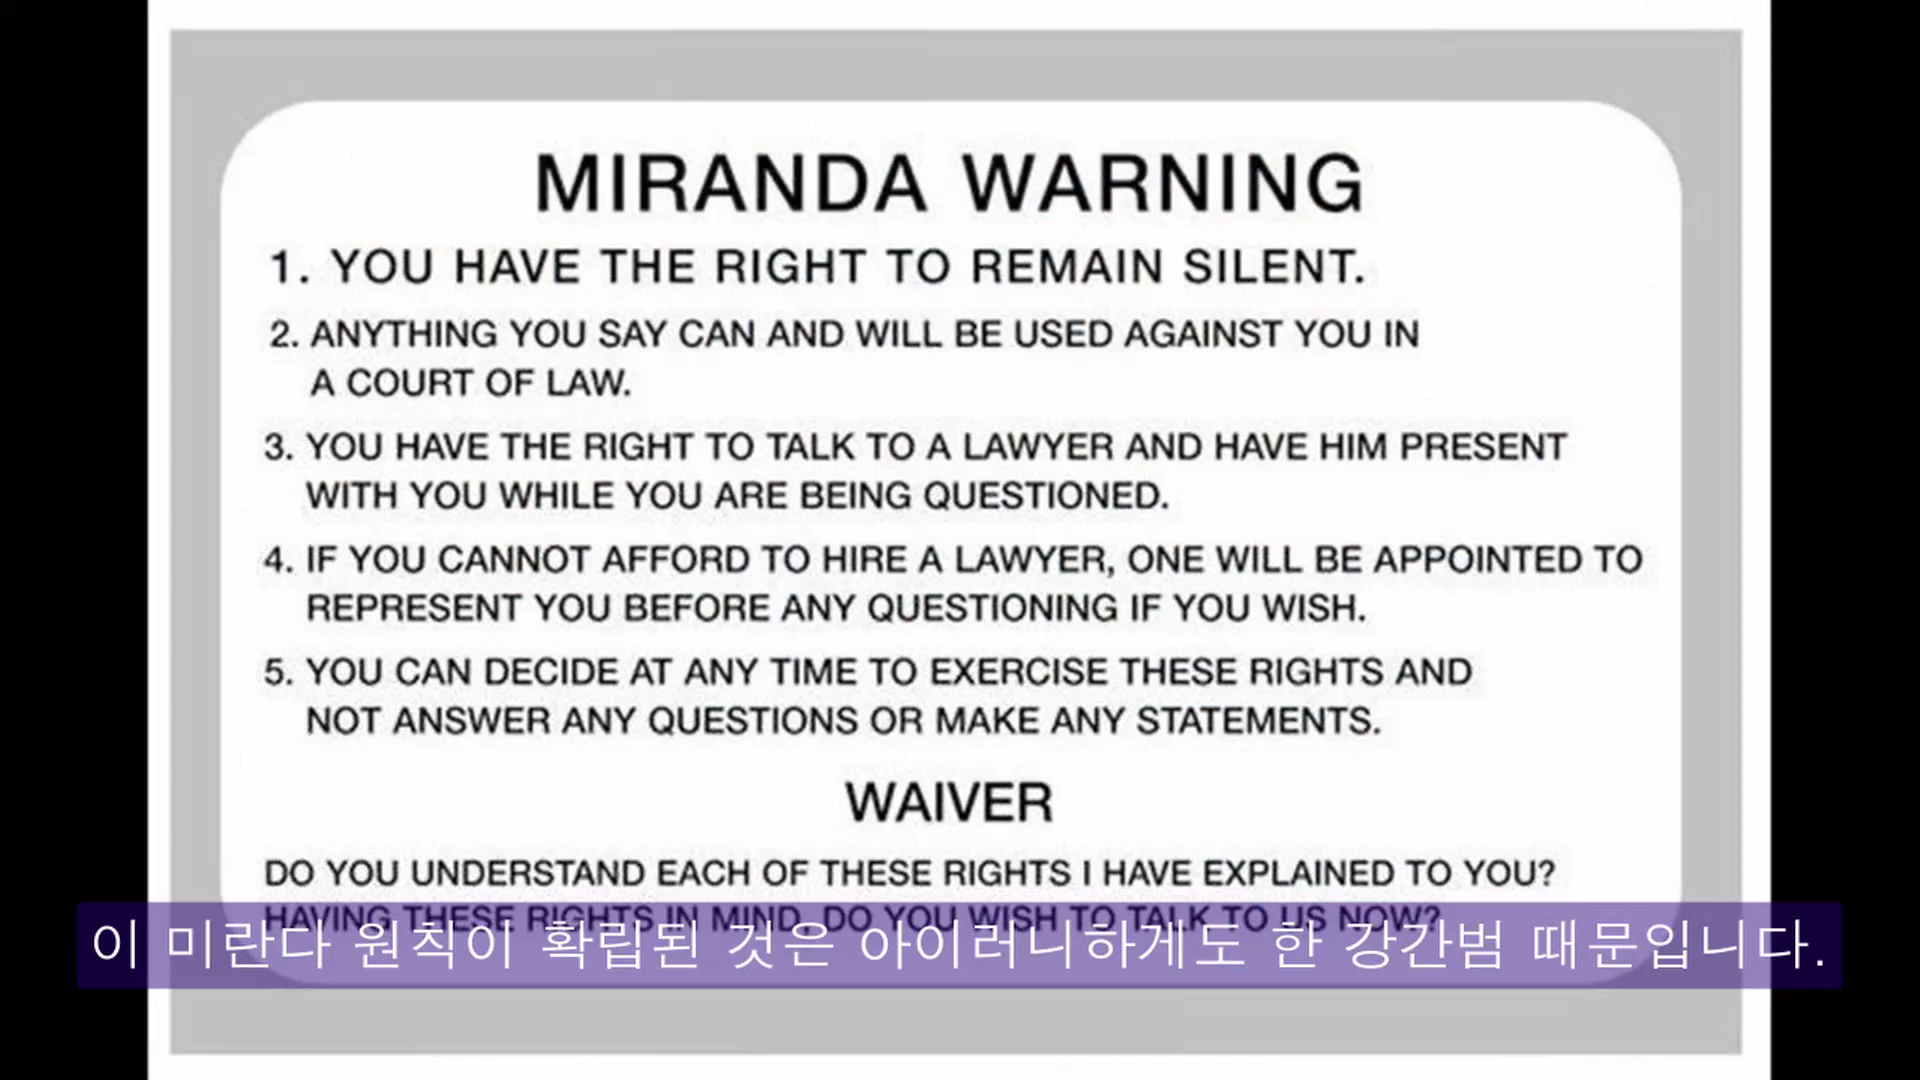 MIRANDA WARNING
1. YOU HAVE THE RIGHT TO REMAIN SILENT.
2. ANYTHING YOU SAY CAN AND WILL BE USED AGAINST YOU IN
A COURT OF LAW.
3. YOU HAVE THE RIGHT TO TALK TO A LAWYER AND HAVE HIM PRESENT
WITH YOU WHILE YOU ARE BEING QUESTIONED.
4. IF YOU CANNOT AFFORD TO HIRE A LAWYER, ONE WILL BE APPOINTED TO
REPRESENT YOU BEFORE ANY QUESTIONING IF YOU WISH.
5. YOU CAN DECIDE AT ANY TIME TO EXERCISE THESE RIGHTS AND
NOT ANSWER ANY QUESTIONS OR MAKE ANY STATEMENTS.
WAIVER
DO YOU UNDERSTAND EACH OF THESE RIGHTS I HAVE EXPLAINED TO YOU?
HAVING THESE RIGHTS IN MIND, DO YOU WISH TO TALK TO US NOW?
이 미란다 원칙이 확립된 것은 아이러니하게도 한 강간범 때문입니다.